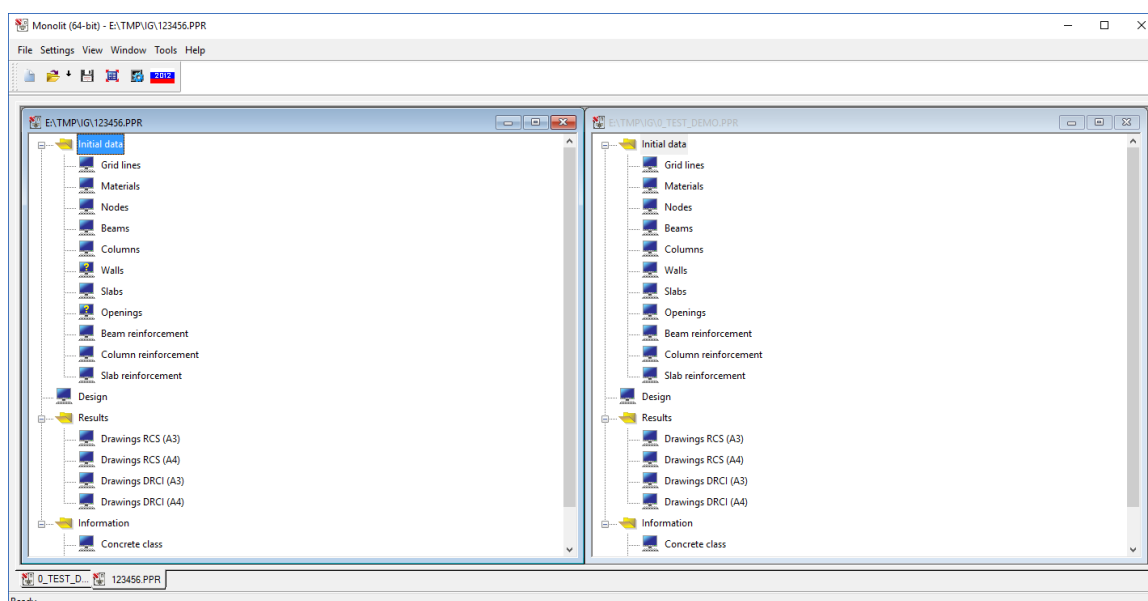 Monolit (64-bit) - E:\TMP\IG\123456.PPR
File Settings View Window Tools Help
2012
E:\TMP\IG\123456.PPR
Initial data
Grid lines
Materials
Nodes
Beams
Columns
Walls
Slabs
Openings
Beam reinforcement
Column reinforcement
Slab reinforcement
Design
Results
Drawings RCS (A3)
Drawings RCS (A4)
Drawings DRCI (A3)
Drawings DRCI (A4)
Information
Concrete class
E:\TMP\IG\0_TEST_DEMO.PPR
Initial data
Grid lines
Materials
Nodes
Beams
Columns
Walls
Slabs
Openings
Beam reinforcement
Column reinforcement
Slab reinforcement
Design
Results
Drawings RCS (A3)
Drawings RCS (A4)
Drawings DRCI (A3)
Drawings DRCI (A4)
Information
Concrete class
0_TEST_D... 123456.PPR
Ready